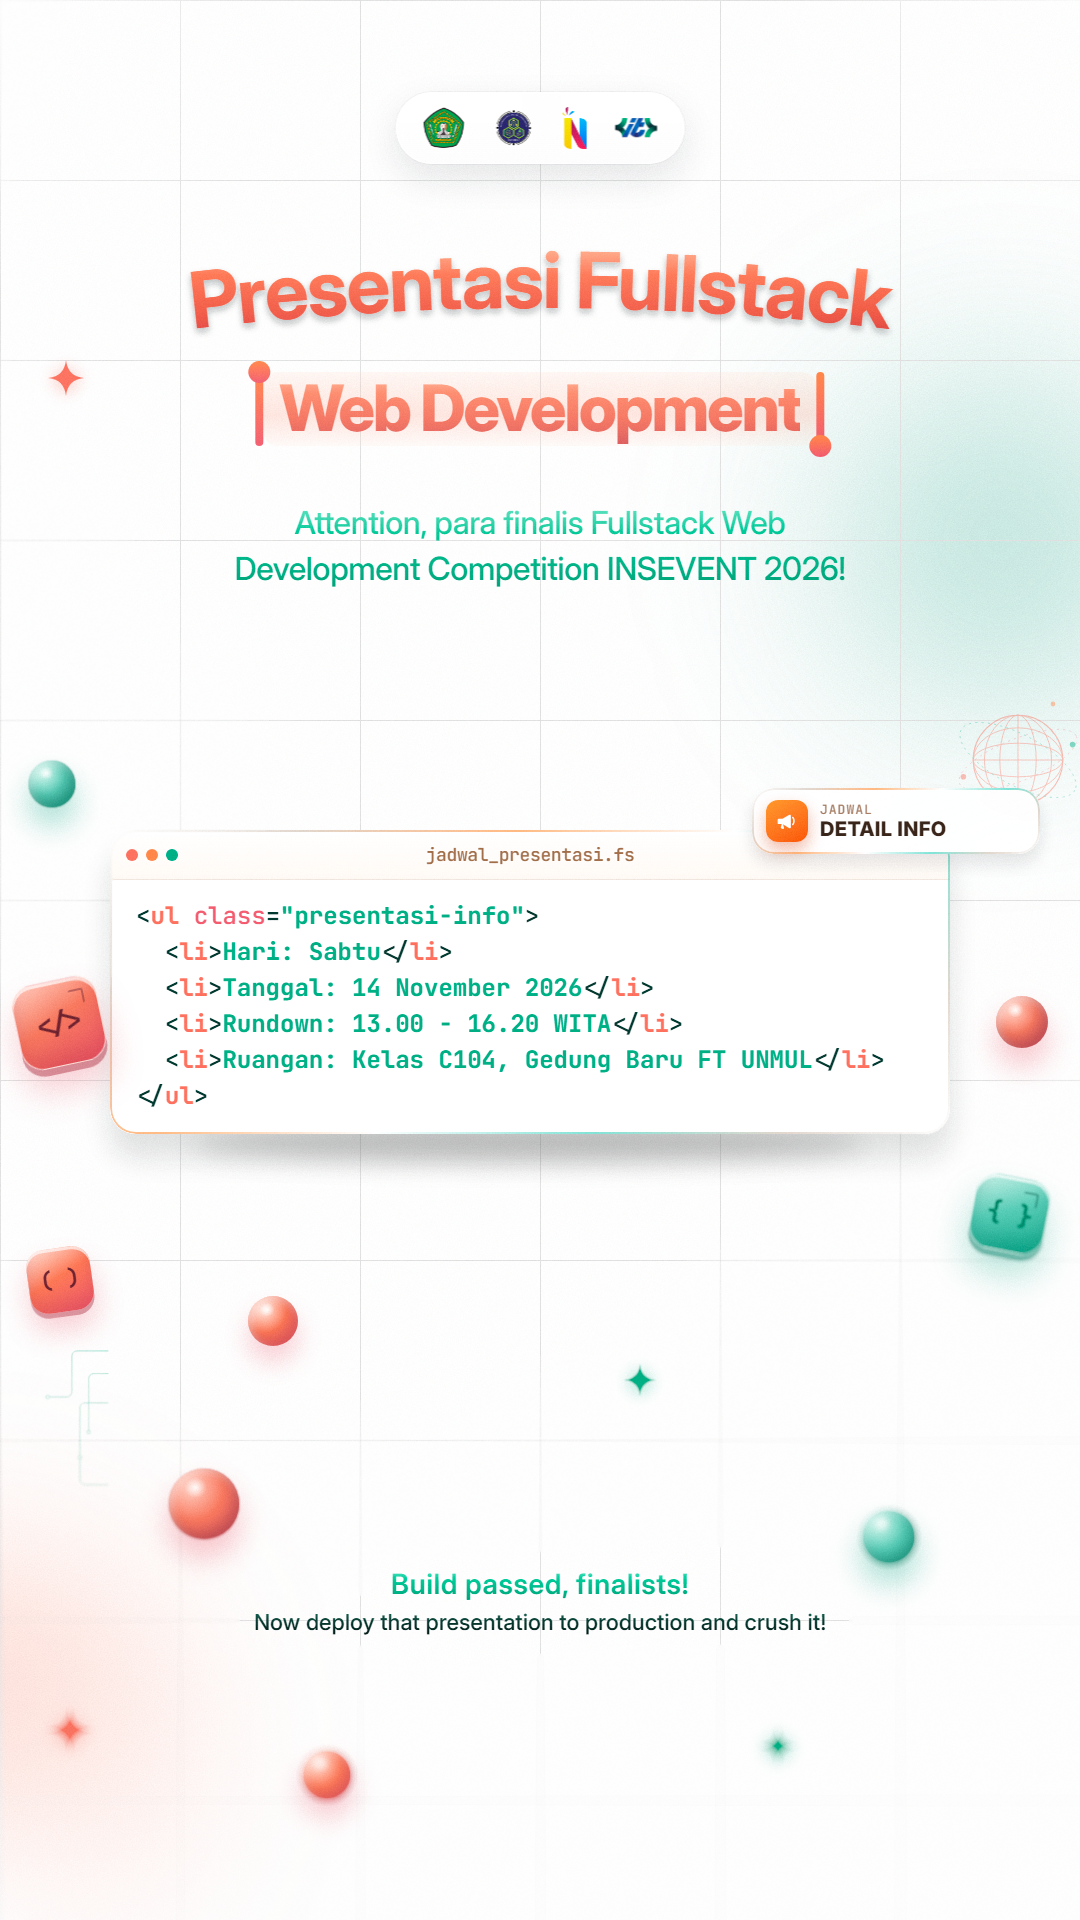 Presentasi Fullstack
Web Development
Attention, para finalis Fullstack Web
Development Competition INSEVENT 2026!
JADWAL
DETAIL INFO
jadwal_presentasi.fs
<ul class="presentasi-info">
<li>Hari: Sabtu</li>
<li>Tanggal: 14 November 2026</li>
<li>Rundown: 13.00 - 16.20 WITA</li>
<li>Ruangan: Kelas C104, Gedung Baru FT UNMUL</li>
</ul>
</>
{ }
( )
Build passed, finalists!
Now deploy that presentation to production and crush it!